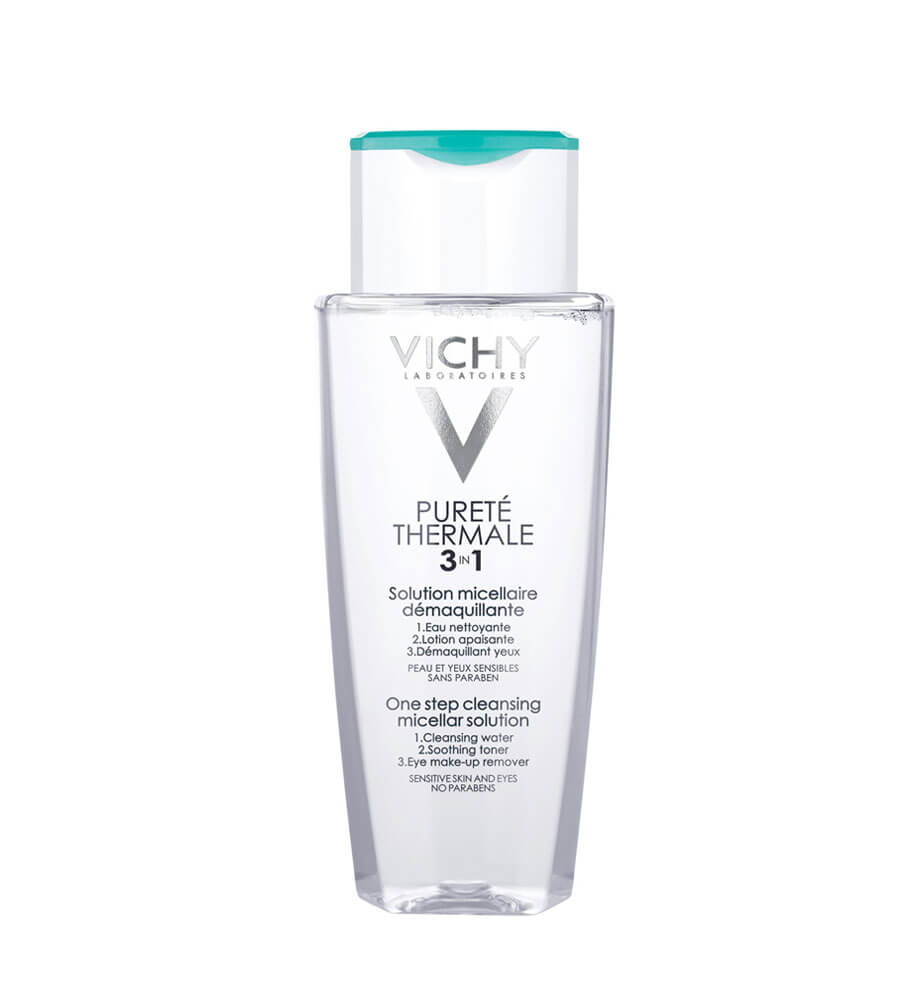 VICHY
LABORATOIRES
V
PURETÉ
THERMALE
3 IN 1
Solution micellaire
démaquillante
1.Eau nettoyante
2.Lotion apaisante
3.Démaquillant yeux
PEAU ET YEUX SENSIBLES
SANS PARABEN
One step cleansing
micellar solution
1.Cleansing water
2.Soothing toner
3.Eye make-up remover
SENSITIVE SKIN AND EYES
NO PARABENS